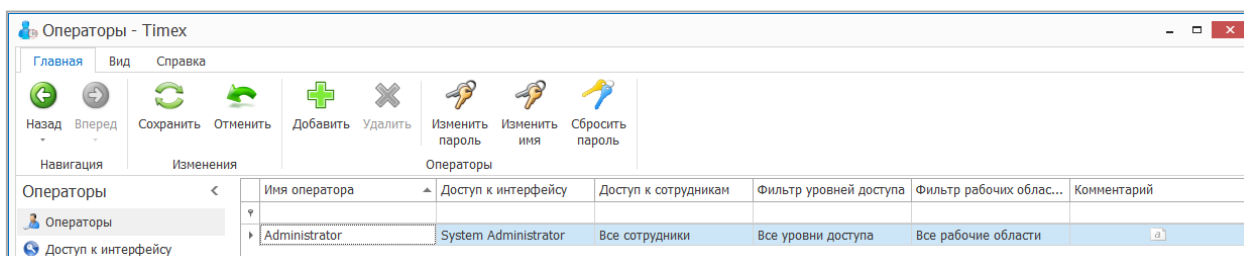 Операторы - Timex
Главная Вид Справка
Назад Вперед Сохранить Отменить Добавить Удалить Изменить пароль Изменить имя Сбросить пароль
Навигация Изменения Операторы
Операторы Имя оператора Доступ к интерфейсу Доступ к сотрудникам Фильтр уровней доступа Фильтр рабочих облас... Комментарий
Операторы
Administrator System Administrator Все сотрудники Все уровни доступа Все рабочие области a
Доступ к интерфейсу